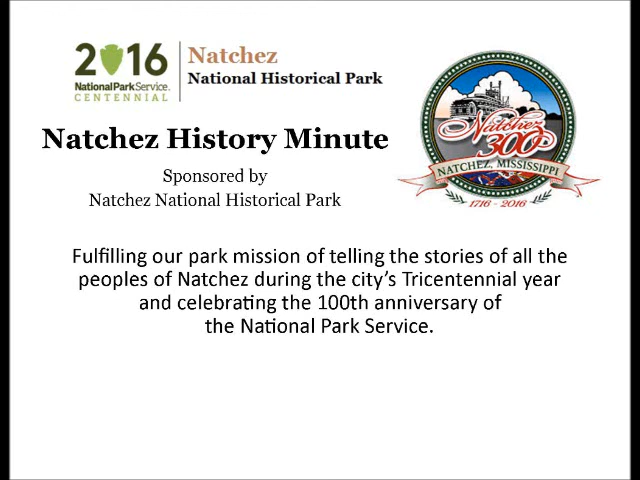 2016
National Park Service
CENTENNIAL
Natchez
National Historical Park
Natchez History Minute
Sponsored by
Natchez National Historical Park
Natchez
300
NATCHEZ, MISSISSIPPI
1716 - 2016
Fulfilling our park mission of telling the stories of all the
peoples of Natchez during the city’s Tricentennial year
and celebrating the 100th anniversary of
the National Park Service.